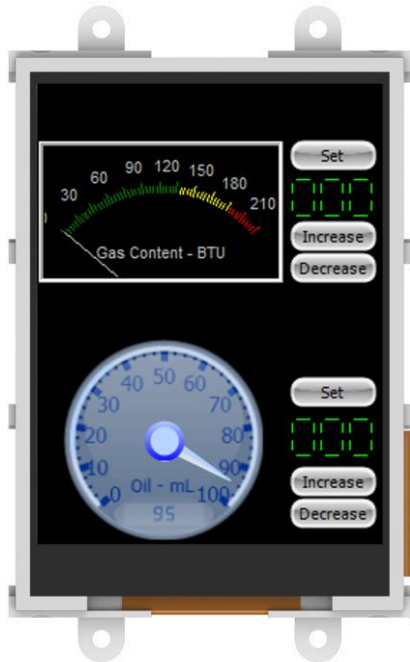 Set
30 60 90 120 150 180 210
Gas Content - BTU
Increase
Decrease
Set
0 10 20 30 40 50 60 70 80 90 100
Oil - mL
95
Increase
Decrease